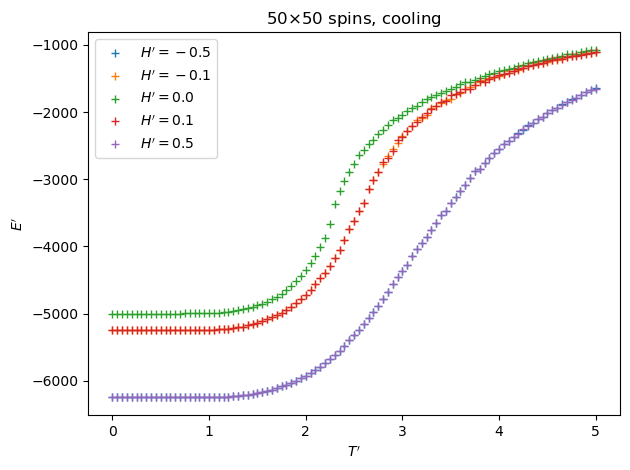 50×50 spins, cooling
H′ = −0.5
H′ = −0.1
H′ = 0.0
H′ = 0.1
H′ = 0.5
−1000
−2000
−3000
−4000
−5000
−6000
E′
0 1 2 3 4 5
T′